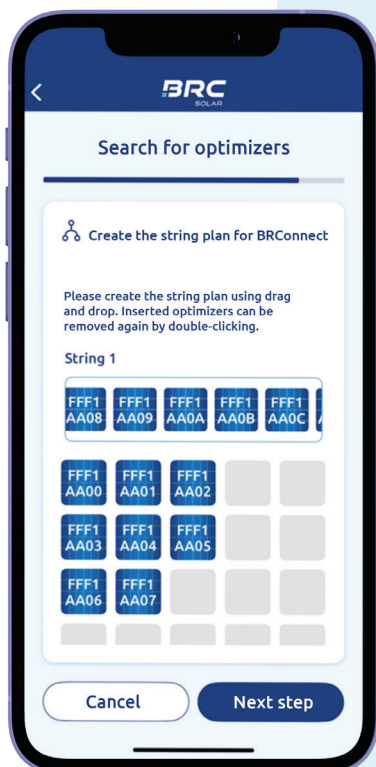 BRC
SOLAR
Search for optimizers
Create the string plan for BRConnect
Please create the string plan using drag
and drop. Inserted optimizers can be
removed again by double-clicking.
String 1
FFF1 FFF1 FFF1 FFF1 FFF1
AA08 AA09 AA0A AA0B AA0C
FFF1 FFF1 FFF1
AA00 AA01 AA02
FFF1 FFF1 FFF1
AA03 AA04 AA05
FFF1 FFF1
AA06 AA07
Cancel Next step